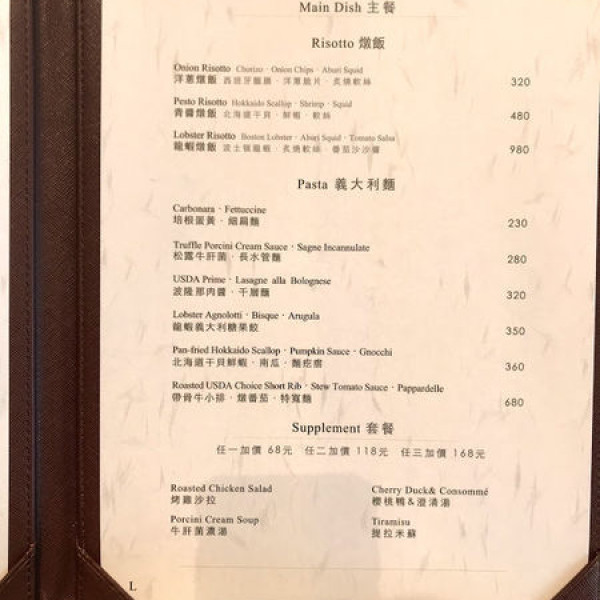 Main Dish 主餐
Risotto 燉飯
Onion Risotto Chorizo · Onion Chips · Aburi Squid
洋蔥燉飯 西班牙臘腸 · 洋蔥脆片 · 炙燒軟絲 320
Pesto Risotto Hokkaido Scallop · Shrimp · Squid
青醬燉飯 北海道干貝 · 鮮蝦 · 軟絲 480
Lobster Risotto Boston Lobster · Aburi Squid · Tomato Salsa
龍蝦燉飯 波士頓龍蝦 · 炙燒軟絲 · 番茄沙沙醬 980
Pasta 義大利麵
Carbonara · Fettuccine
培根蛋黃 · 細扁麵 230
Truffle Porcini Cream Sauce · Sagne Incannulate
松露牛肝菌 · 長水管麵 280
USDA Prime · Lasagne alla Bolognese
波隆那肉醬 · 千層麵 320
Lobster Agnolotti · Bisque · Arugula
龍蝦義大利糖果餃 350
Pan-fried Hokkaido Scallop · Pumpkin Sauce · Gnocchi
北海道干貝鮮蝦 · 南瓜 · 麵疙瘩 360
Roasted USDA Choice Short Rib · Stew Tomato Sauce · Pappardelle
帶骨牛小排 · 燉番茄 · 特寬麵 680
Supplement 套餐
任一加價 68元 任二加價 118元 任三加價 168元
Roasted Chicken Salad Cherry Duck& Consommé
烤雞沙拉 櫻桃鴨&澄清湯
Porcini Cream Soup Tiramisu
牛肝菌濃湯 提拉米蘇
L